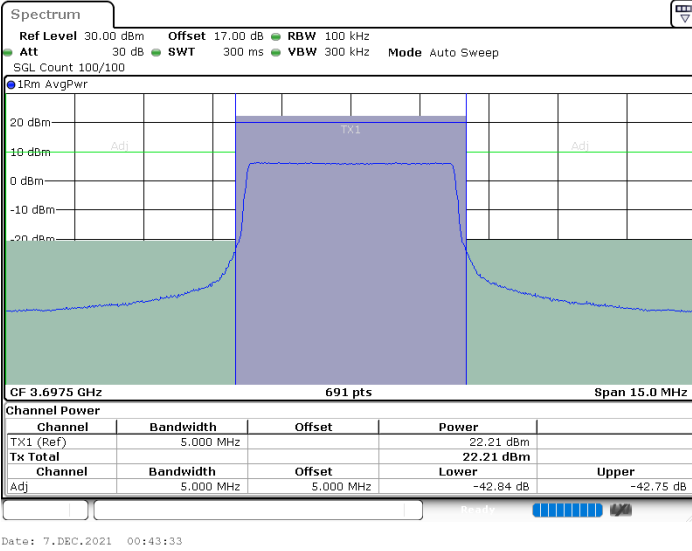 Spectrum
Ref Level 30.00 dBm Offset 17.00 dB RBW 100 kHz
Att 30 dB SWT 300 ms VBW 300 kHz Mode Auto Sweep
SGL Count 100/100
1Rm AvgPwr
20 dBm
TX1
Adj Adj
10 dBm
0 dBm
-10 dBm
-20 dBm
CF 3.6975 GHz 691 pts Span 15.0 MHz
Channel Power
Channel Bandwidth Offset Power
TX1 (Ref) 5.000 MHz 22.21 dBm
Tx Total 22.21 dBm
Channel Bandwidth Offset Lower Upper
Adj 5.000 MHz 5.000 MHz -42.84 dB -42.75 dB
Ready
Date: 7.DEC.2021 00:43:33